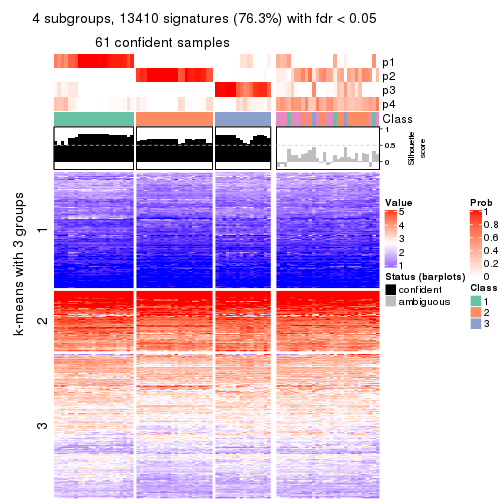 4 subgroups, 13410 signatures (76.3%) with fdr < 0.05
61 confident samples
p1
p2
p3
p4
Class
1
0.5
0
Silhouette
score
k-means with 3 groups
1
2
3
Value
5
4
3
2
1
Status (barplots)
confident
ambiguous
Prob
1
0.8
0.6
0.4
0.2
0
Class
1
2
3